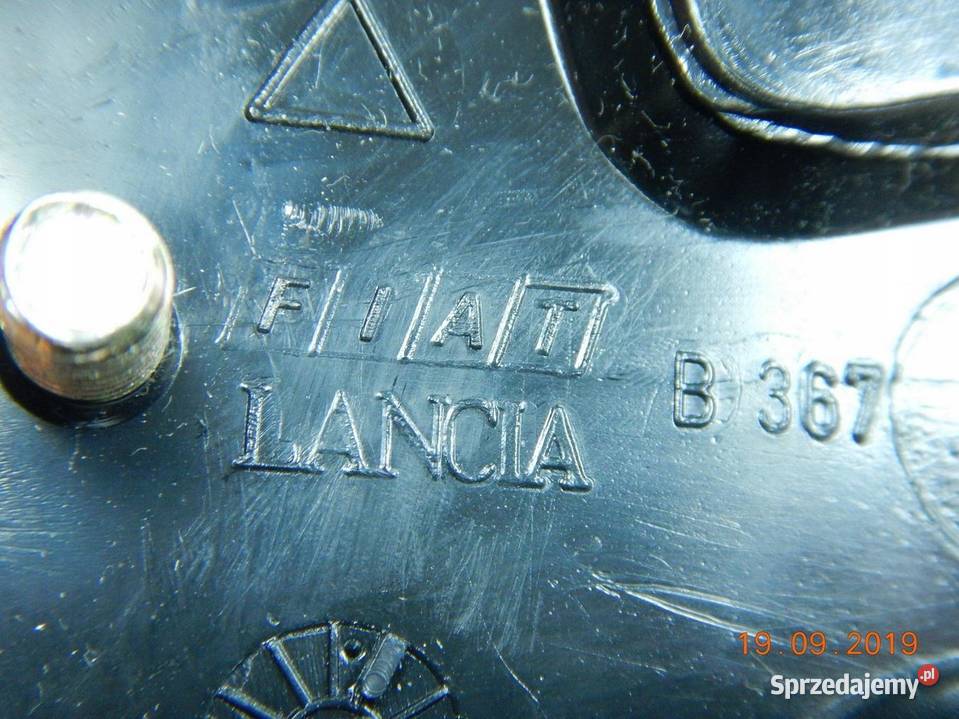 FIAT
LANCIA
B 367
19.09.2019
Sprzedajemy.pl